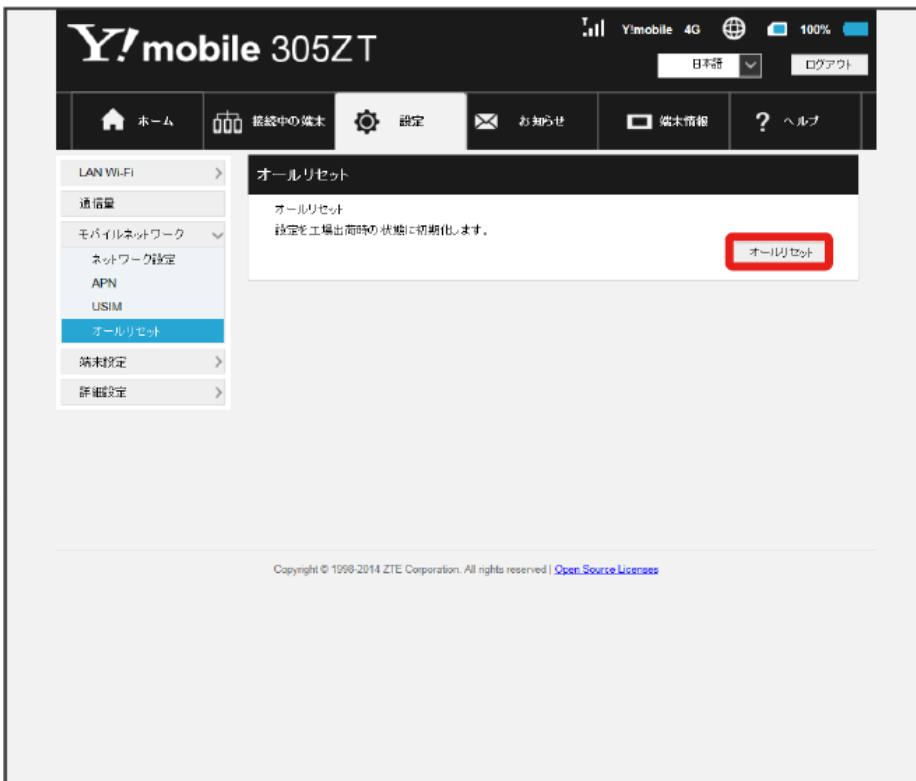 Y! mobile 305ZT
Y!mobile 4G 100%
日本語 ログアウト
ホーム 接続中の端末 設定 お知らせ 端末情報 ? ヘルプ
LAN Wi-Fi
通信量
モバイルネットワーク
ネットワーク設定
APN
USIM
オールリセット
端末設定
詳細設定
オールリセット
オールリセット
設定を工場出荷時の状態に初期化します。
オールリセット
Copyright © 1998-2014 ZTE Corporation. All rights reserved | Open Source Licenses